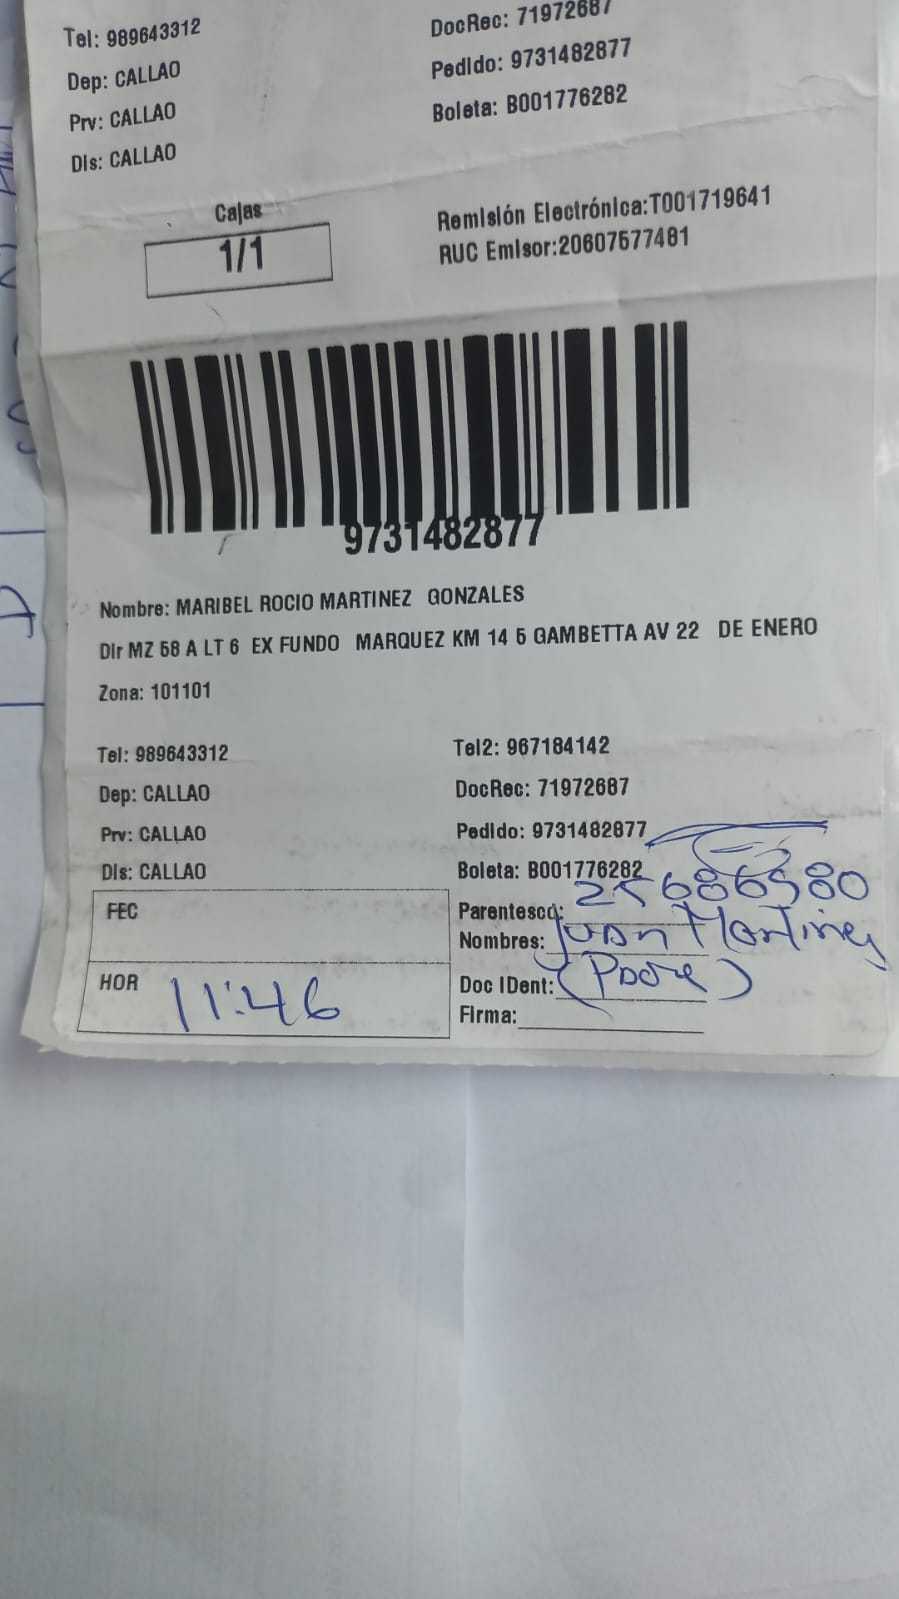 Tel: 989643312
DocRec: 71972687
Dep: CALLAO
Pedido: 9731482877
Prv: CALLAO
Boleta: B001776282
Dis: CALLAO
Cajas
1/1
Remisión Electrónica:T001719641
RUC Emisor:20607577481
9731482877
Nombre: MARIBEL ROCIO MARTINEZ GONZALES
Dir MZ 58 A LT 6 EX FUNDO MARQUEZ KM 14 5 GAMBETTA AV 22 DE ENERO
Zona: 101101
Tel: 989643312
Tel2: 967184142
Dep: CALLAO
DocRec: 71972687
Prv: CALLAO
Pedido: 9731482877
Dis: CALLAO
Boleta: B001776282
FEC
Parentesco: 25686980
Nombres: Juan Martinez
HOR 11:46
Doc IDent: (Padre)
Firma: